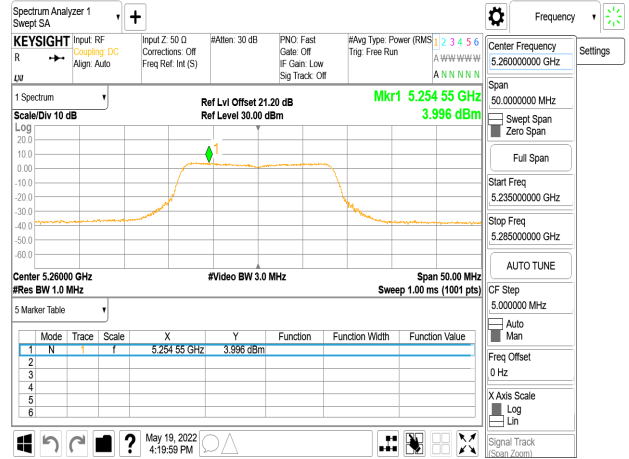 Spectrum Analyzer 1
Swept SA
Frequency
Settings
KEYSIGHT
R
Input: RF
Coupling: DC
Align: Auto
Input Z: 50 Ω
Corrections: Off
Freq Ref: Int (S)
#Atten: 30 dB
PNO: Fast
Gate: Off
IF Gain: Low
Sig Track: Off
#Avg Type: Power (RMS
Trig: Free Run
1 2 3 4 5 6
A W W W W W
A N N N N N
1 Spectrum
Scale/Div 10 dB
Ref Lvl Offset 21.20 dB
Ref Level 30.00 dBm
Mkr1 5.254 55 GHz
3.996 dBm
Log
20.0
10.0
0.00
-10.0
-20.0
-30.0
-40.0
-50.0
-60.0
1
Center 5.26000 GHz
#Res BW 1.0 MHz
#Video BW 3.0 MHz
Span 50.00 MHz
Sweep 1.00 ms (1001 pts)
5 Marker Table
Mode Trace Scale X Y Function Function Width Function Value
1 N 1 f 5.254 55 GHz 3.996 dBm
2
3
4
5
6
May 19, 2022
4:19:59 PM
Center Frequency
5.260000000 GHz
Span
50.0000000 MHz
Swept Span
Zero Span
Full Span
Start Freq
5.235000000 GHz
Stop Freq
5.285000000 GHz
AUTO TUNE
CF Step
5.000000 MHz
Auto
Man
Freq Offset
0 Hz
X Axis Scale
Log
Lin
Signal Track
(Span Zoom)